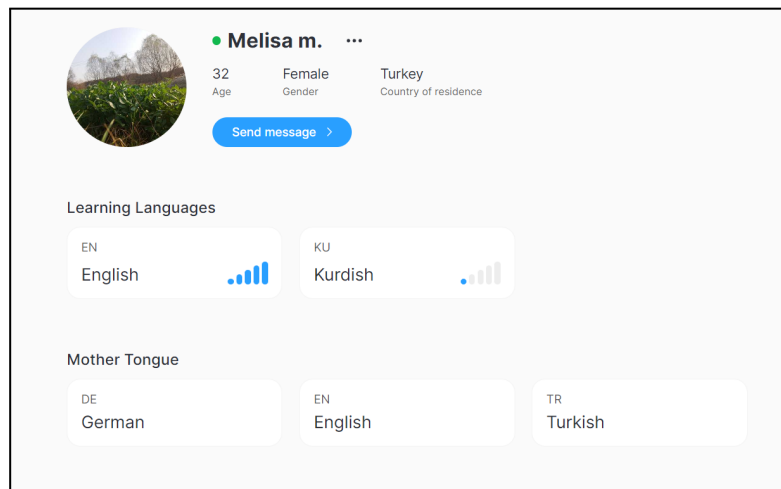 Melisa m.
32 Female Turkey
Age Gender Country of residence
Send message
Learning Languages
EN KU
English Kurdish
Mother Tongue
DE EN TR
German English Turkish